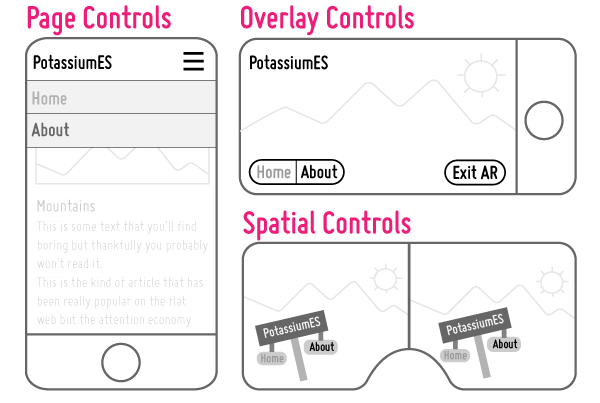 Page Controls
PotassiumES
Home
About
Mountains
This is some text that you'll find
boring but thankfully you probably
won't read it.
This is the kind of article that has
been really popular on the flat
web but the attention economy
Overlay Controls
PotassiumES
Home About
Exit AR
Spatial Controls
PotassiumES
Home About
PotassiumES
Home About